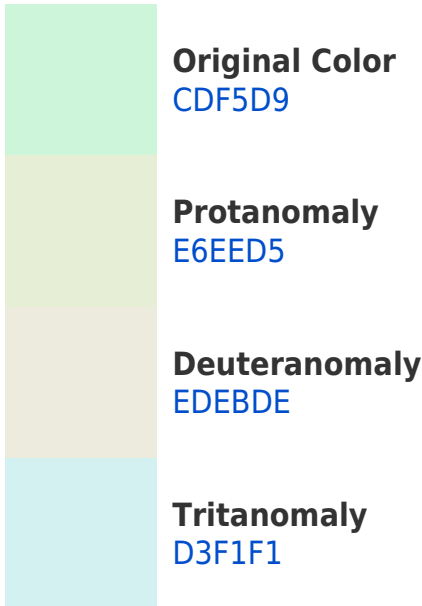 Original Color
CDF5D9
Protanomaly
E6EED5
Deuteranomaly
EDEBDE
Tritanomaly
D3F1F1